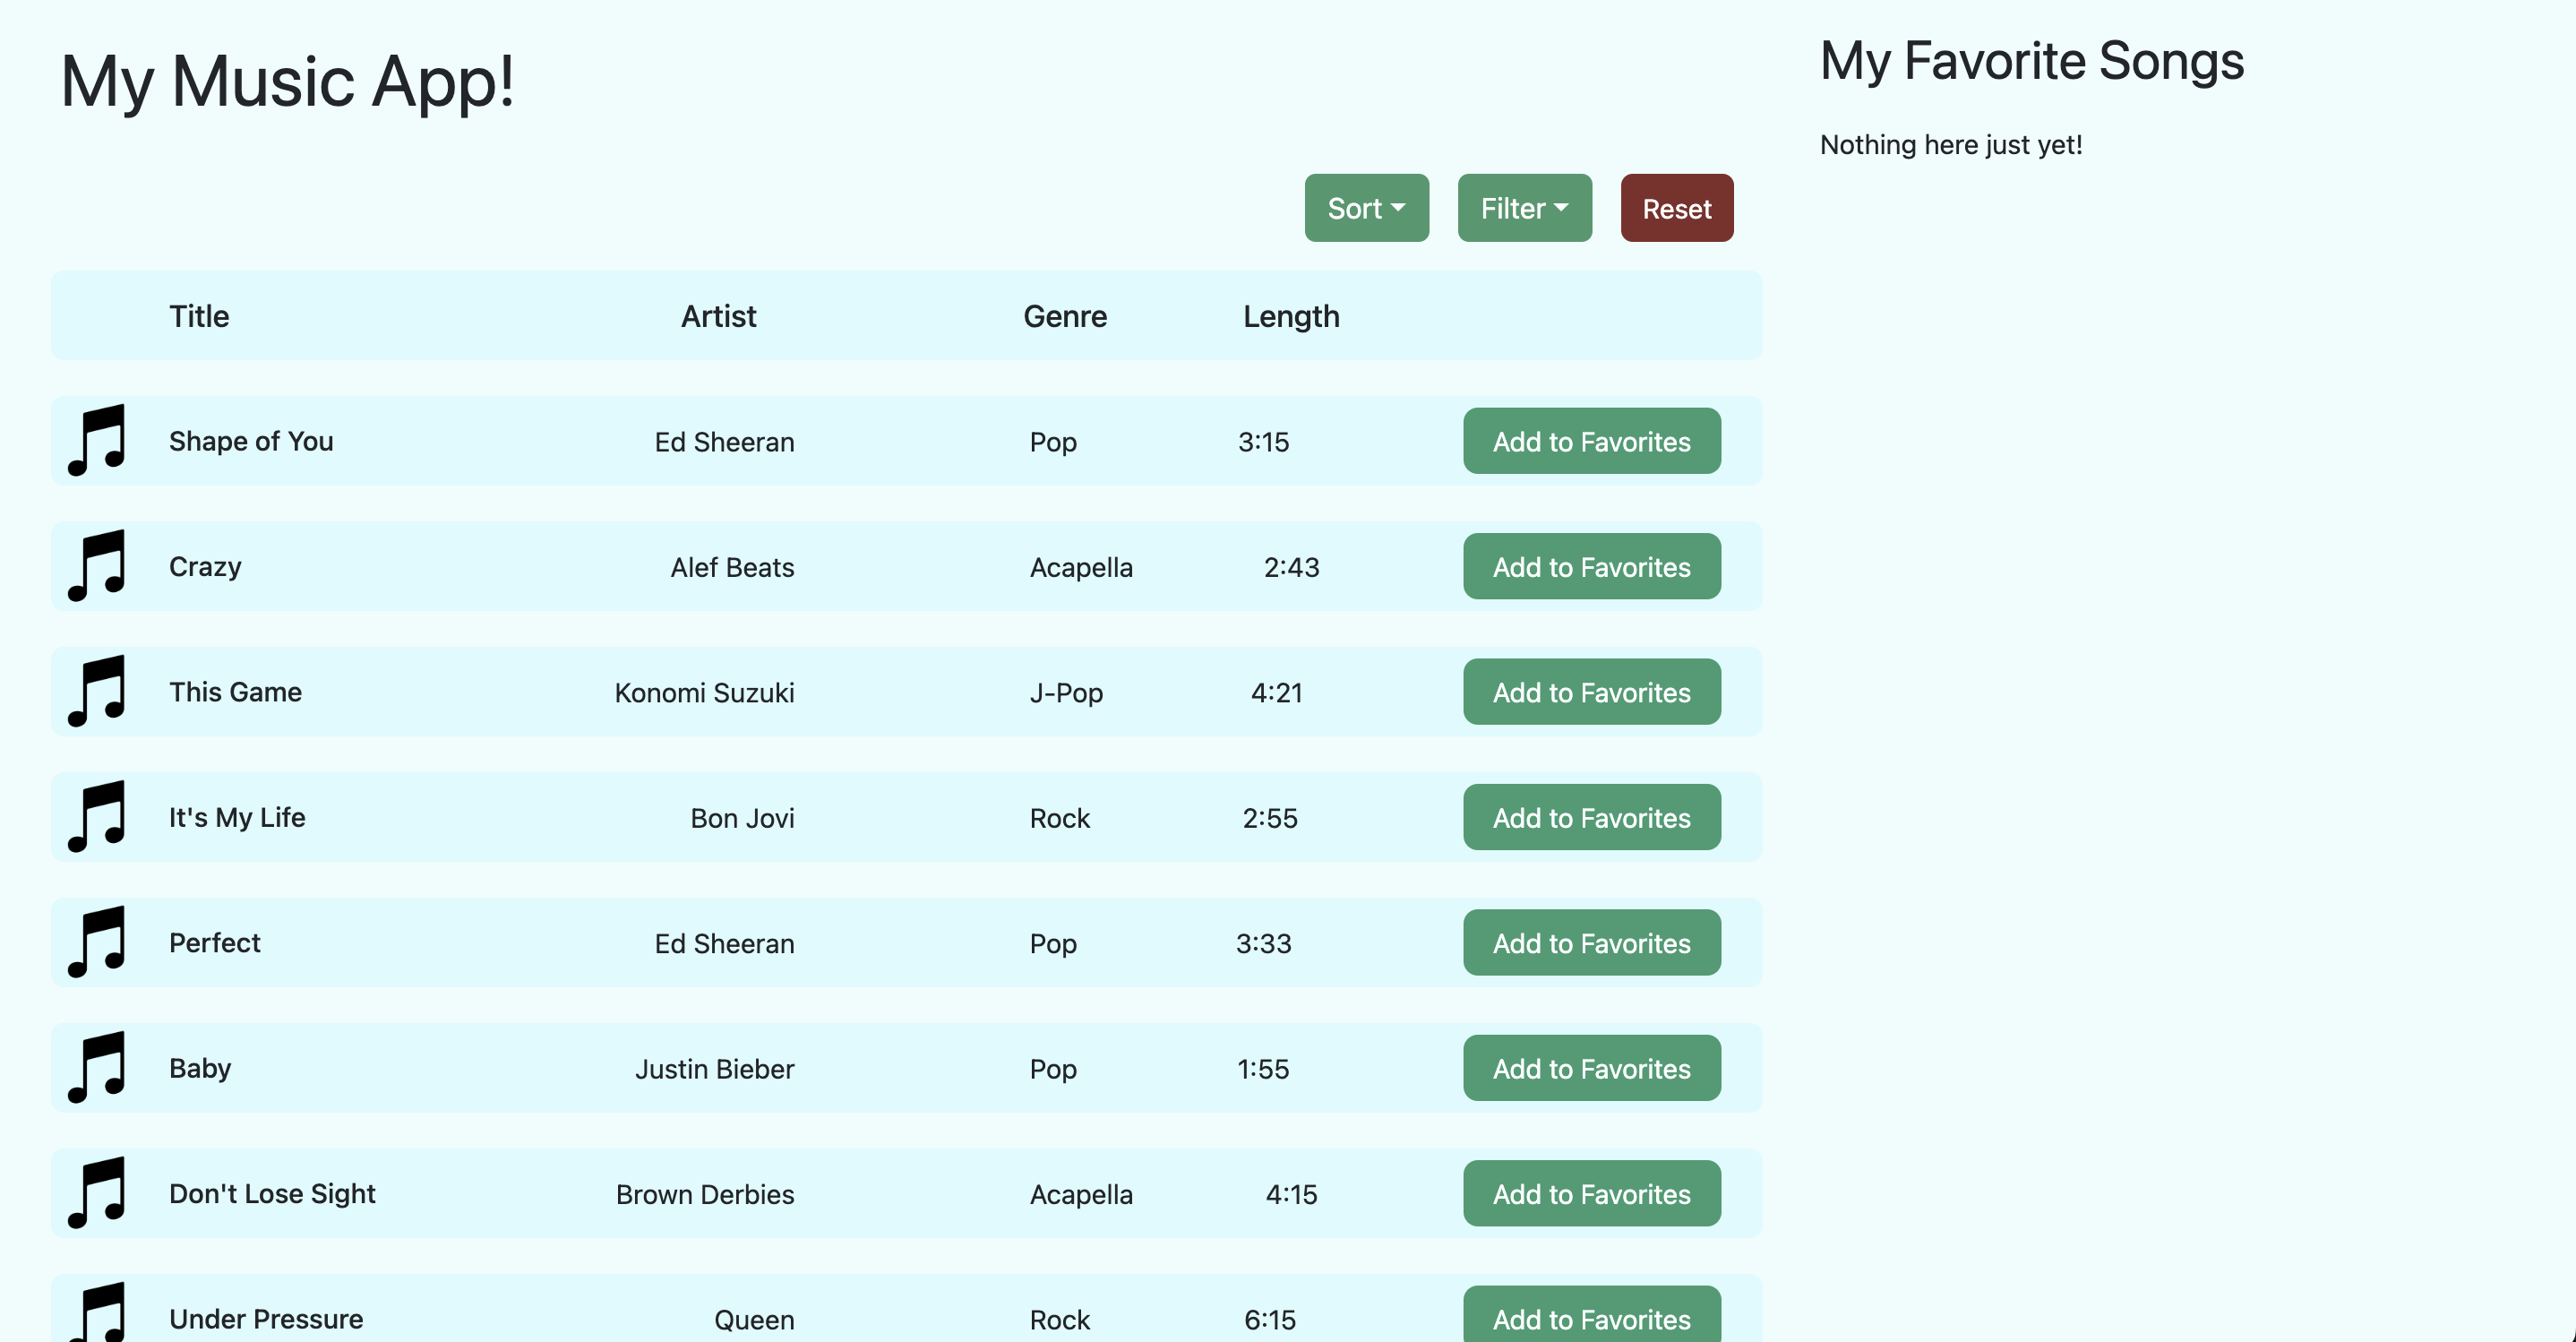 My Music App!
My Favorite Songs
Nothing here just yet!
Sort Filter Reset
Title Artist Genre Length
Shape of You Ed Sheeran Pop 3:15 Add to Favorites
Crazy Alef Beats Acapella 2:43 Add to Favorites
This Game Konomi Suzuki J-Pop 4:21 Add to Favorites
It's My Life Bon Jovi Rock 2:55 Add to Favorites
Perfect Ed Sheeran Pop 3:33 Add to Favorites
Baby Justin Bieber Pop 1:55 Add to Favorites
Don't Lose Sight Brown Derbies Acapella 4:15 Add to Favorites
Under Pressure Queen Rock 6:15 Add to Favorites